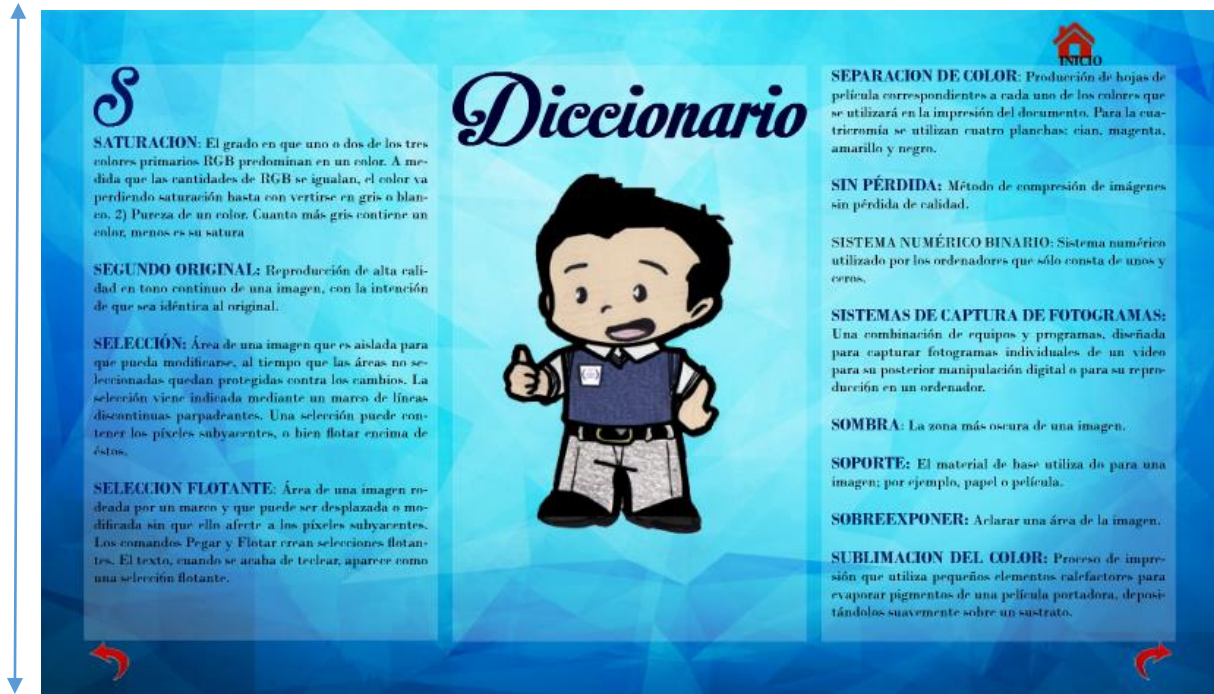 S
SATURACION: El grado en que uno o dos de los tres
colores primarios RGB predominan en un color. A me-
dida que las cantidades de RGB se igualan, el color va
perdiendo saturación hasta con vertirse en gris o blan-
co. 2) Pureza de un color. Cuanto más gris contiene un
color, menos es su satura
SEGUNDO ORIGINAL: Reproducción de alta cali-
dad en tono continuo de una imagen, con la intención
de que sea idéntica al original.
SELECCIÓN: Área de una imagen que es aislada para
que pueda modificarse, al tiempo que las áreas no se-
leccionadas quedan protegidas contra los cambios. La
selección viene indicada mediante un marco de líneas
discontinuas parpadeantes. Una selección puede con-
tener los píxeles subyacentes, o bien flotar encima de
éstos.
SELECCION FLOTANTE: Área de una imagen ro-
deada por un marco y que puede ser desplazada o mo-
dificada sin que ello afecte a los píxeles subyacentes.
Los comandos Pegar y Flotar crean selecciones flotan-
tes. El texto, cuando se acaba de teclear, aparece como
una selección flotante.
Diccionario
INICIO
SEPARACION DE COLOR: Producción de hojas de
película correspondientes a cada uno de los colores que
se utilizará en la impresión del documento. Para la cua-
tricromía se utilizan cuatro planchas: cian, magenta,
amarillo y negro.
SIN PÉRDIDA: Método de compresión de imágenes
sin pérdida de calidad.
SISTEMA NUMÉRICO BINARIO: Sistema numérico
utilizado por los ordenadores que sólo consta de unos y
ceros.
SISTEMAS DE CAPTURA DE FOTOGRAMAS:
Una combinación de equipos y programas, diseñada
para capturar fotogramas individuales de un video
para su posterior manipulación digital o para su repro-
ducción en un ordenador.
SOMBRA: La zona más oscura de una imagen.
SOPORTE: El material de base utiliza do para una
imagen; por ejemplo, papel o película.
SOBREEXPONER: Aclarar una área de la imagen.
SUBLIMACION DEL COLOR: Proceso de impre-
sión que utiliza pequeños elementos calefactores para
evaporar pigmentos de una película portadora, deposi-
tándolos suavemente sobre un sustrato.